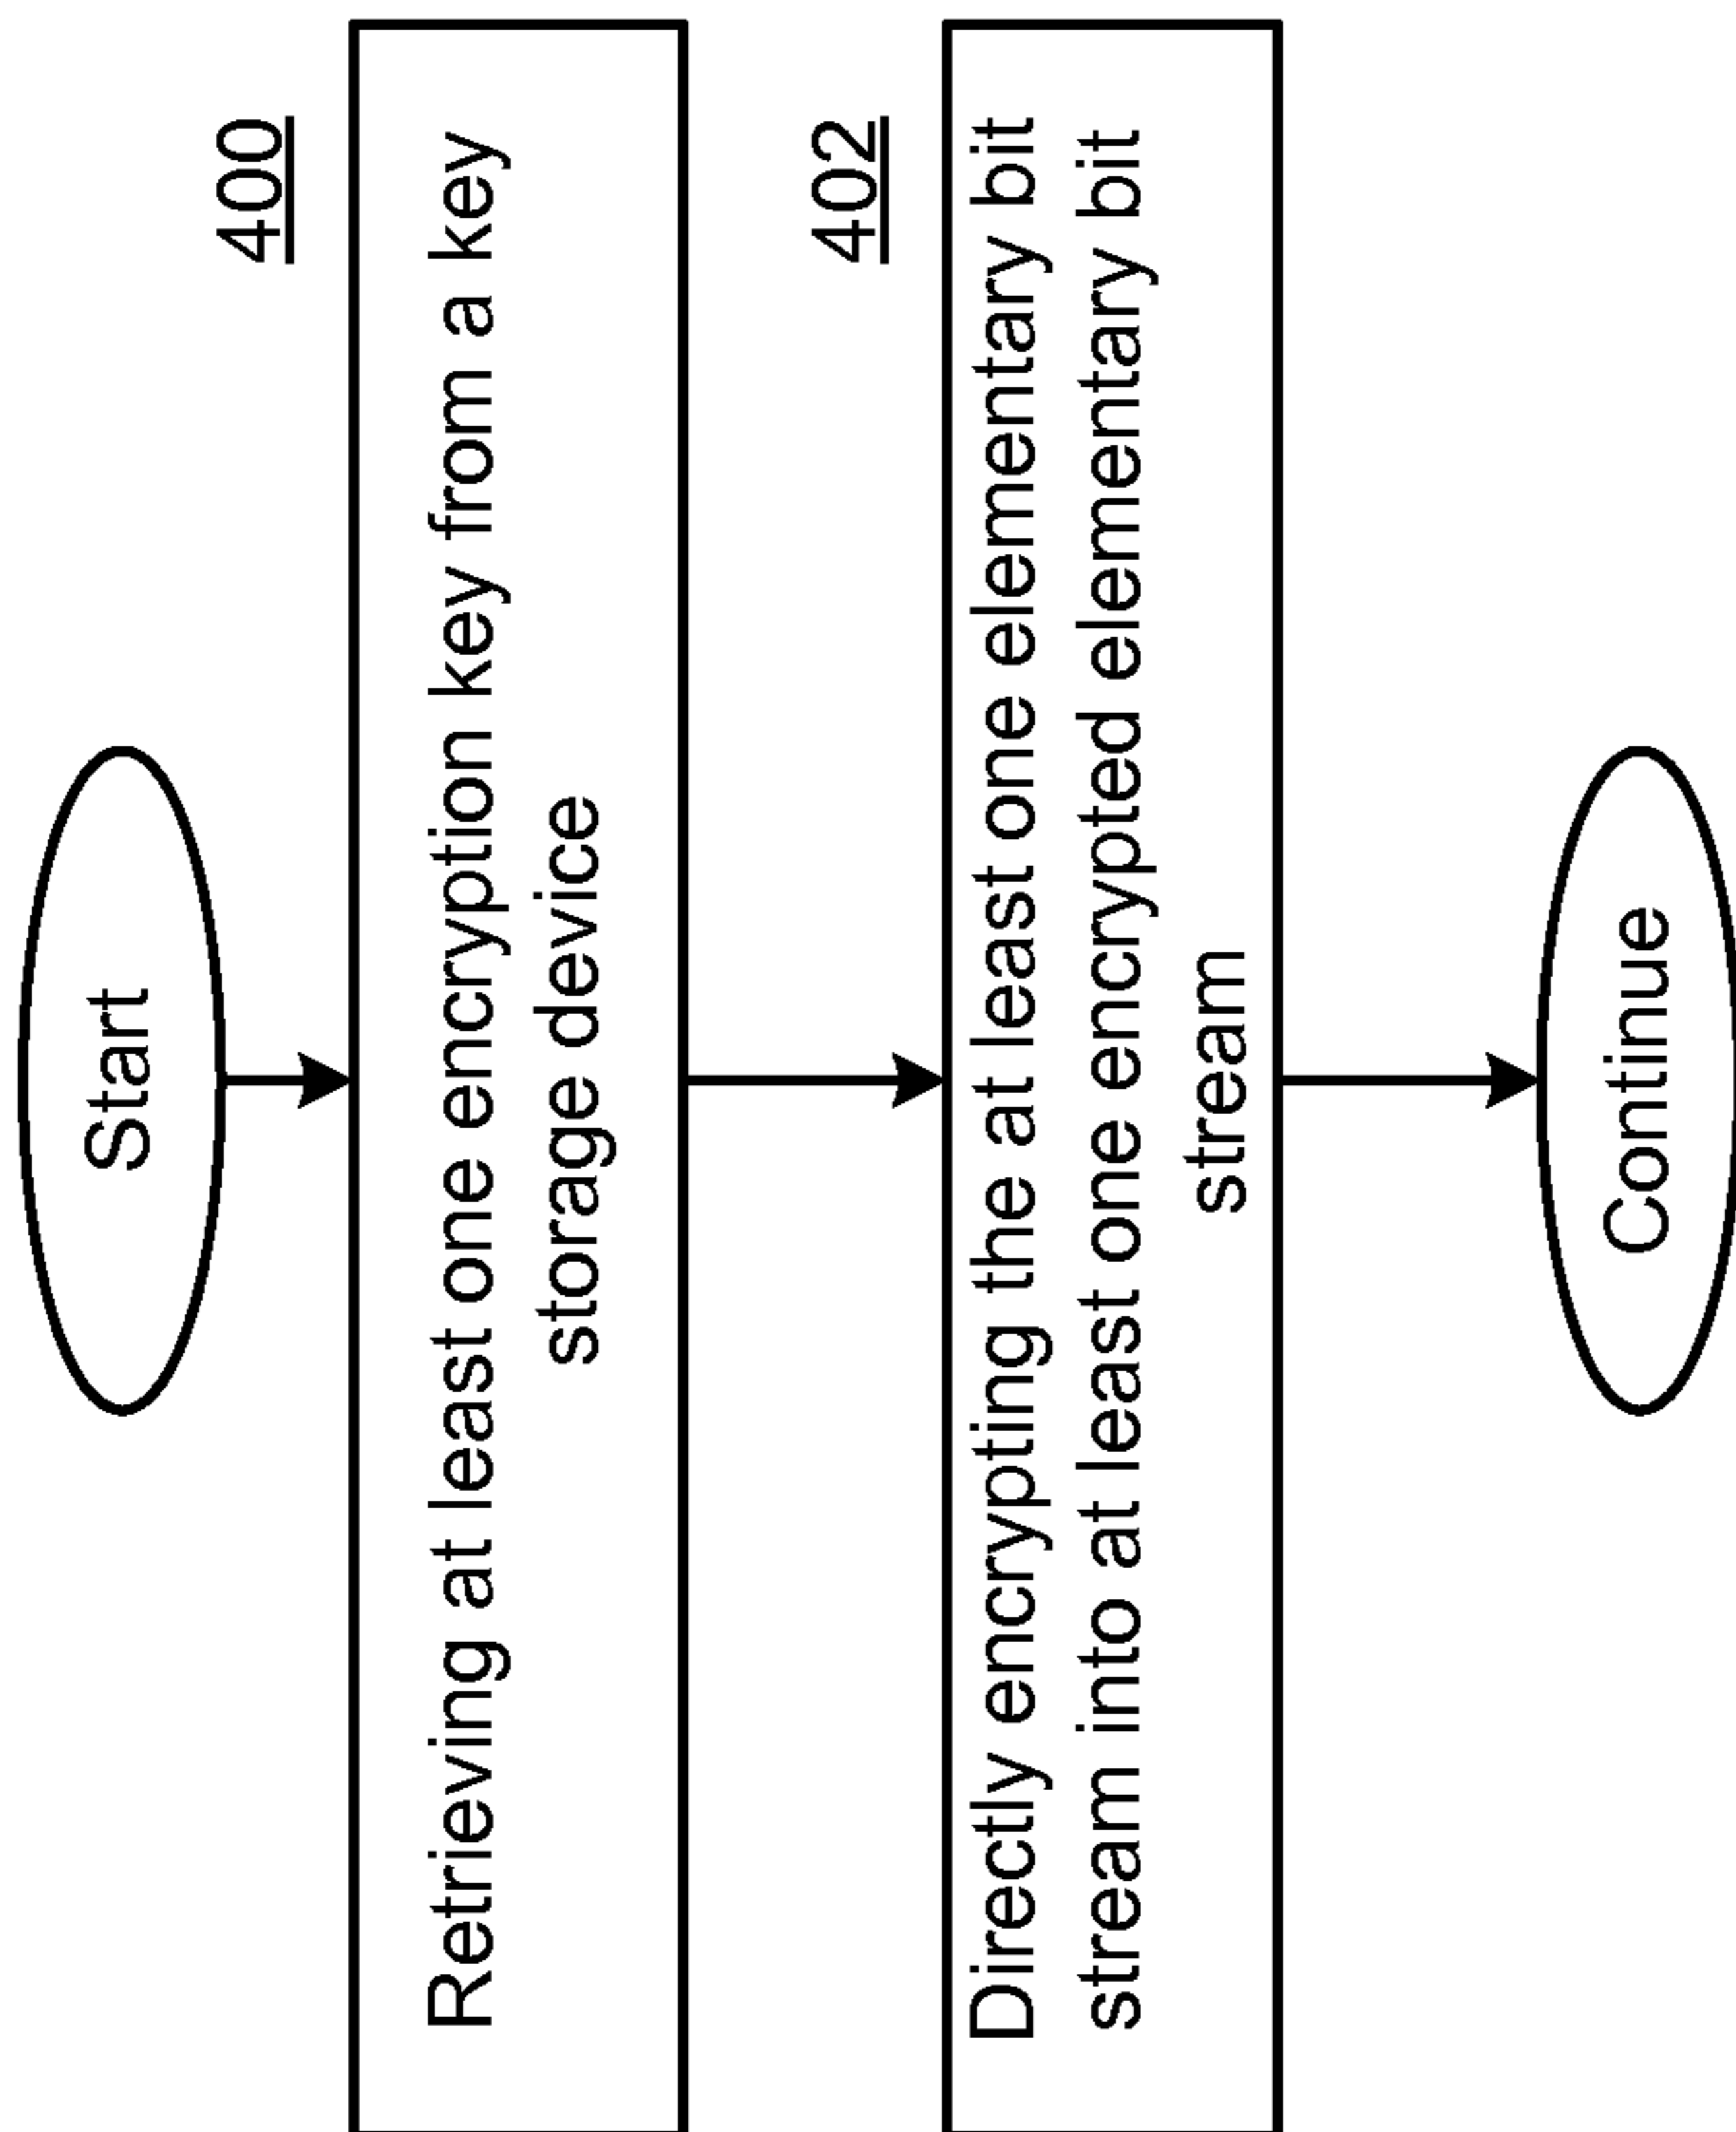 Start
400
Retrieving at least one encryption key from a key
storage device
402
Directly encrypting the at least one elementary bit
stream into at least one encrypted elementary bit
stream
Continue